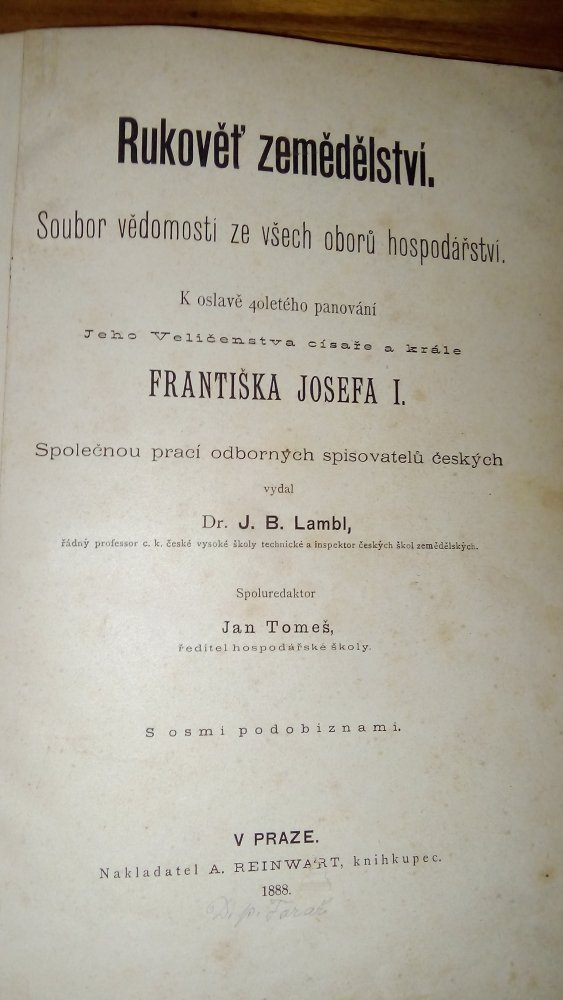 Rukověť zemědělství.
Soubor vědomostí ze všech oborů hospodářství.
K oslavě 40letého panování
Jeho Veličenstva císaře a krále
FRANTIŠKA JOSEFA I.
Společnou prací odborných spisovatelů českých
vydal
Dr. J. B. Lambl,
řádný professor c. k. české vysoké školy technické a inspektor českých škol zemědělských.
Spoluredaktor
Jan Tomeš,
ředitel hospodářské školy.
S osmi podobiznami.
V PRAZE.
Nakladatel A. REINWART, knihkupec.
1888.